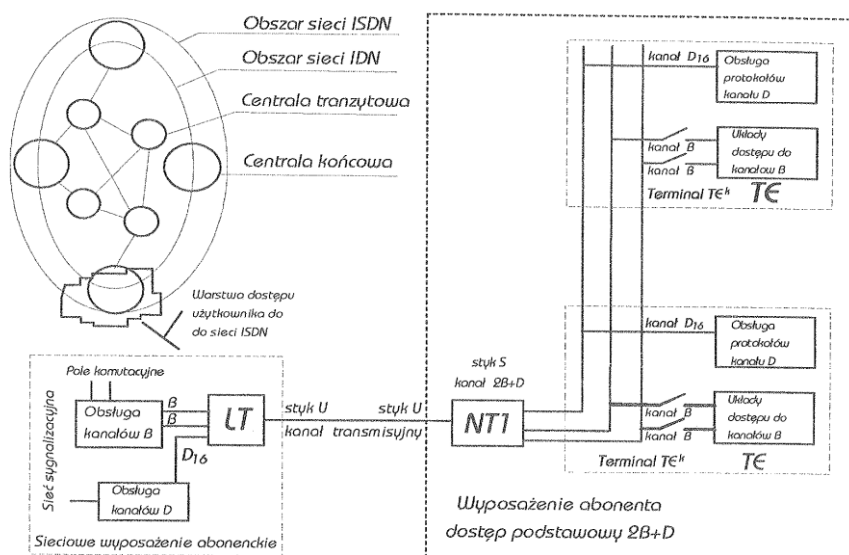 Obszar sieci ISDN
Obszar sieci IDN
Centrala tranzytowa
Centrala końcowa
Warstwa dostępu
użytkownika do
do sieci ISDN
Pole komutacyjne
Sieć sygnalizacyjna
Obsługa
kanałów B
B
B
D16
LT
Obsługa
kanałów D
Sieciowe wyposażenie abonenckie
styk U
styk U
kanał transmisyjny
styk S
kanał 2B+D
NT1
kanał D16
Obsługa
protokołów
kanału D
kanał B
kanał B
Układy
dostępu do
kanałów B
Terminal TEk
TE
kanał D16
Obsługa
protokołów
kanału D
kanał B
kanał B
Układy
dostępu do
kanałów B
Terminal TEk
TE
Wyposażenie abonenta
dostęp podstawowy 2B+D